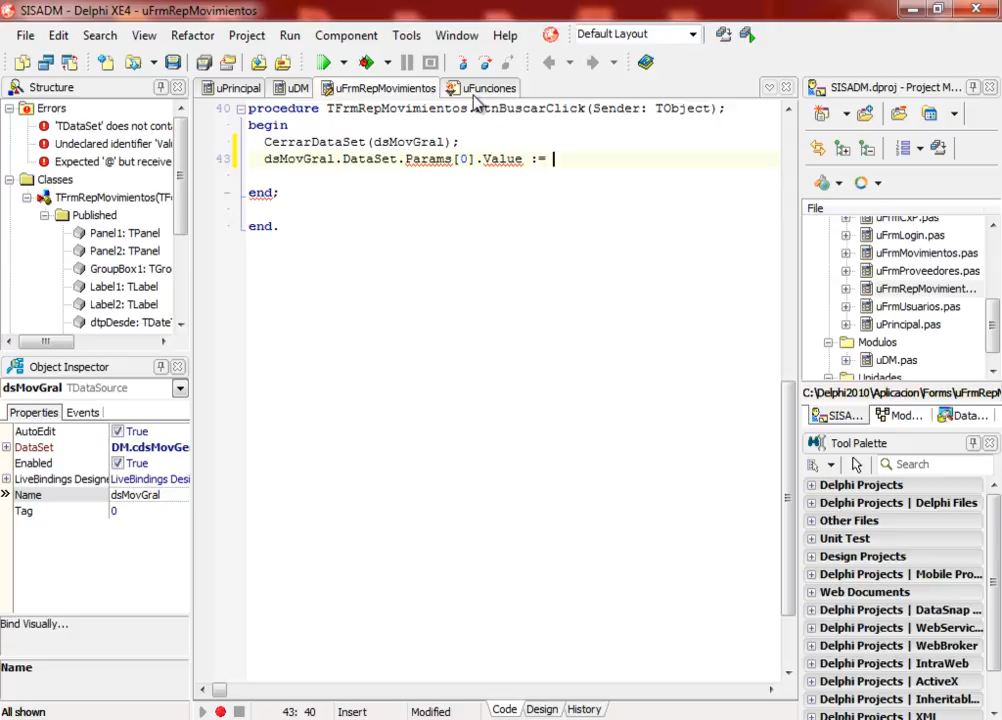 SISADM - Delphi XE4 - uFrmRepMovimientos
File Edit Search View Refactor Project Run Component Tools Window Help Default Layout
Structure
Errors
'TDataSet' does not cont
Undeclared identifier 'Valu
Expected '@' but receive
Classes
TFrmRepMovimientos(TF
Published
Panel1: TPanel
Panel2: TPanel
GroupBox1: TGro
Label1: TLabel
Label2: TLabel
dtpDesde: TDateT
Object Inspector
dsMovGral TDataSource
Properties Events
AutoEdit True
DataSet DM.cdsMovGe
Enabled True
LiveBindings Designe LiveBindings Desi
Name dsMovGral
Tag 0
Bind Visually...
Name
All shown
uPrincipal uDM uFrmRepMovimientos uFunciones
40 procedure TFrmRepMovimientos.btnBuscarClick(Sender: TObject);
begin
CerrarDataSet(dsMovGral);
43 dsMovGral.DataSet.Params[0].Value :=
end;
end.
43: 40 Insert Modified Code Design History
SISADM.dproj - Project M...
File
uFrmCxP.pas
uFrmLogin.pas
uFrmMovimientos.pas
uFrmProveedores.pas
uFrmRepMovimient...
uFrmUsuarios.pas
uPrincipal.pas
Modulos
uDM.pas
Unidades
C:\Delphi2010\Aplicacion\Forms\uFrmRepM
SISA... Mod... Data...
Tool Palette
Search
Delphi Projects
Delphi Projects | Delphi Files
Other Files
Unit Test
Design Projects
Delphi Projects | Mobile Pro...
Web Documents
Delphi Projects | DataSnap ...
Delphi Projects | WebServic...
Delphi Projects | WebBroker
Delphi Projects | IntraWeb
Delphi Projects | ActiveX
Delphi Projects | Inheritabl...
Delphi Projects | XML